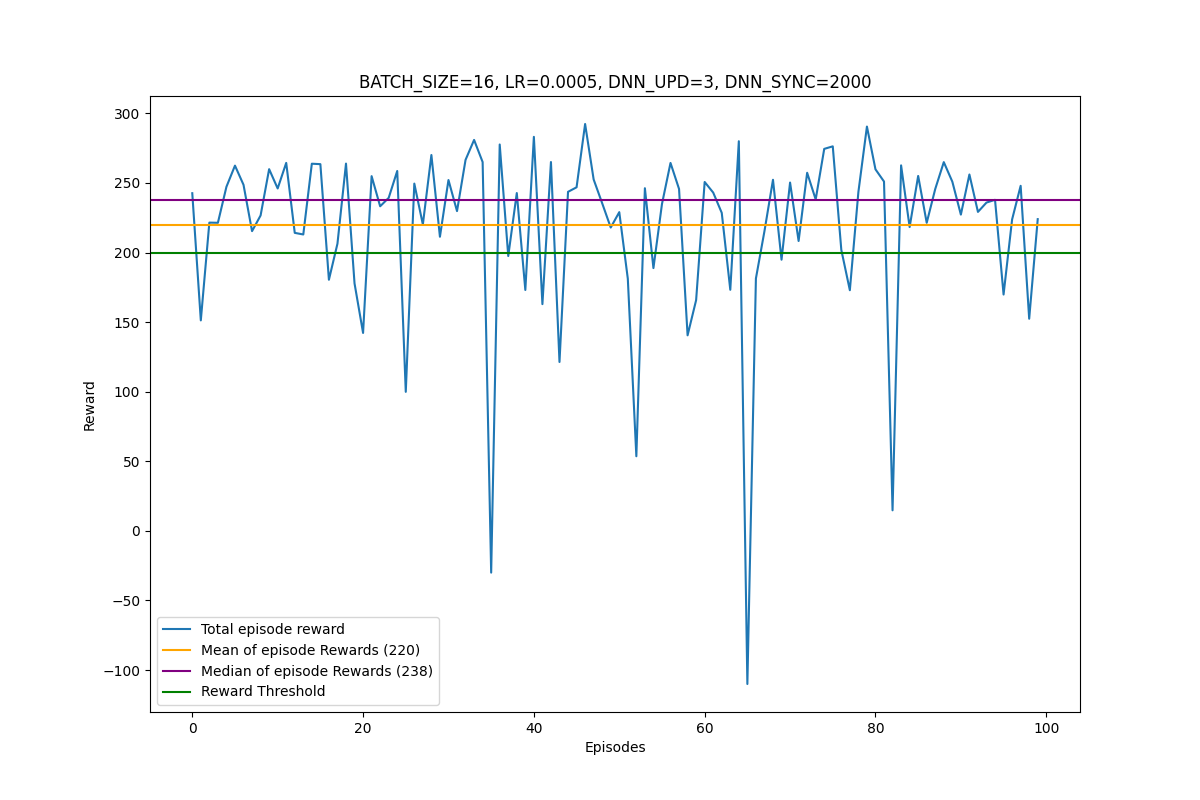 BATCH_SIZE=16, LR=0.0005, DNN_UPD=3, DNN_SYNC=2000
300
250
200
150
100
50
0
−50
−100
Reward
Total episode reward
Mean of episode Rewards (220)
Median of episode Rewards (238)
Reward Threshold
0 20 40 60 80 100
Episodes